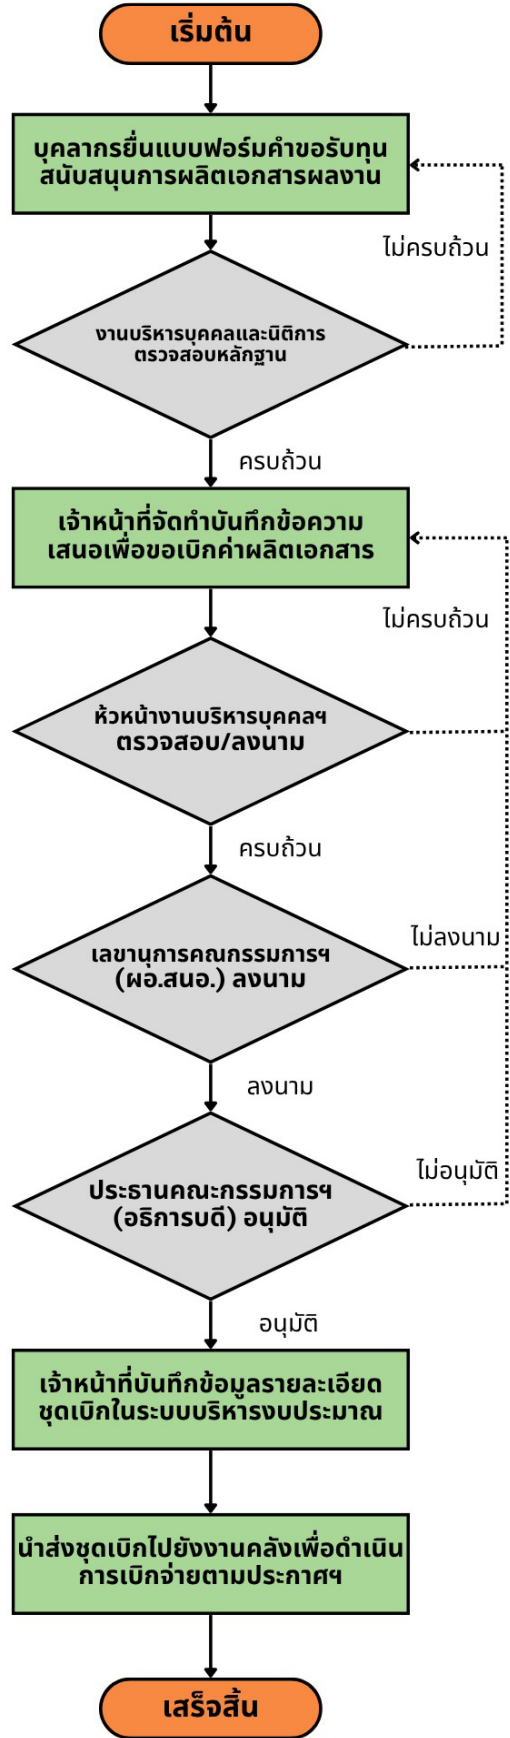 เริ่มต้น
บุคลากรยื่นแบบฟอร์มคำขอรับทุน
สนับสนุนการผลิตเอกสารผลงาน
ไม่ครบถ้วน
งานบริหารบุคคลและนิติการ
ตรวจสอบหลักฐาน
ครบถ้วน
เจ้าหน้าที่จัดทำบันทึกข้อความ
เสนอเพื่อขอเบิกค่าผลิตเอกสาร
ไม่ครบถ้วน
ห้วหน้างานบริหารบุคคลฯ
ตรวจสอบ/ลงนาม
ครบถ้วน
ไม่ลงนาม
เลขานุการคณกรรมการฯ
(ผอ.สนอ.) ลงนาม
ลงนาม
ไม่อนุมัติ
ประธานคณะกรรมการฯ
(อธิการบดี) อนุมัติ
อนุมัติ
เจ้าหน้าที่บันทึกข้อมูลรายละเอียด
ชุดเบิกในระบบบริหารงบประมาณ
นำส่งชุดเบิกไปยังงานคลังเพื่อดำเนิน
การเบิกจ่ายตามประกาศฯ
เสร็จสิ้น